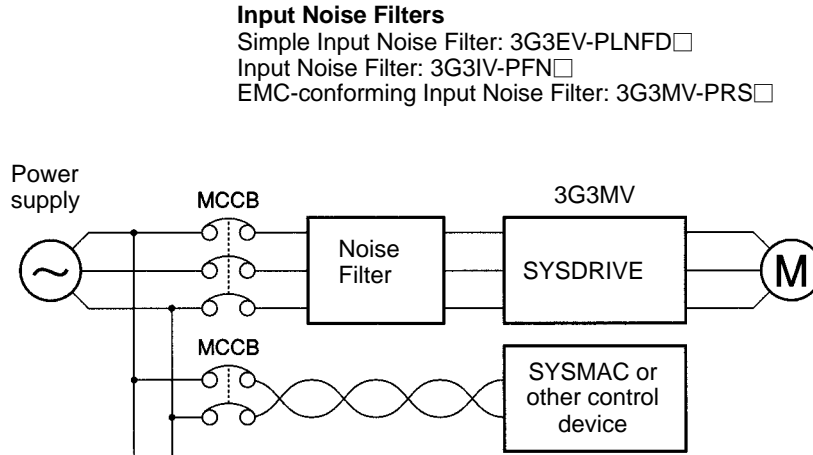 Input Noise Filters
Simple Input Noise Filter: 3G3EV-PLNFD□
Input Noise Filter: 3G3IV-PFN□
EMC-conforming Input Noise Filter: 3G3MV-PRS□
Power
supply
MCCB
3G3MV
Noise
Filter
SYSDRIVE
M
MCCB
SYSMAC or
other control
device